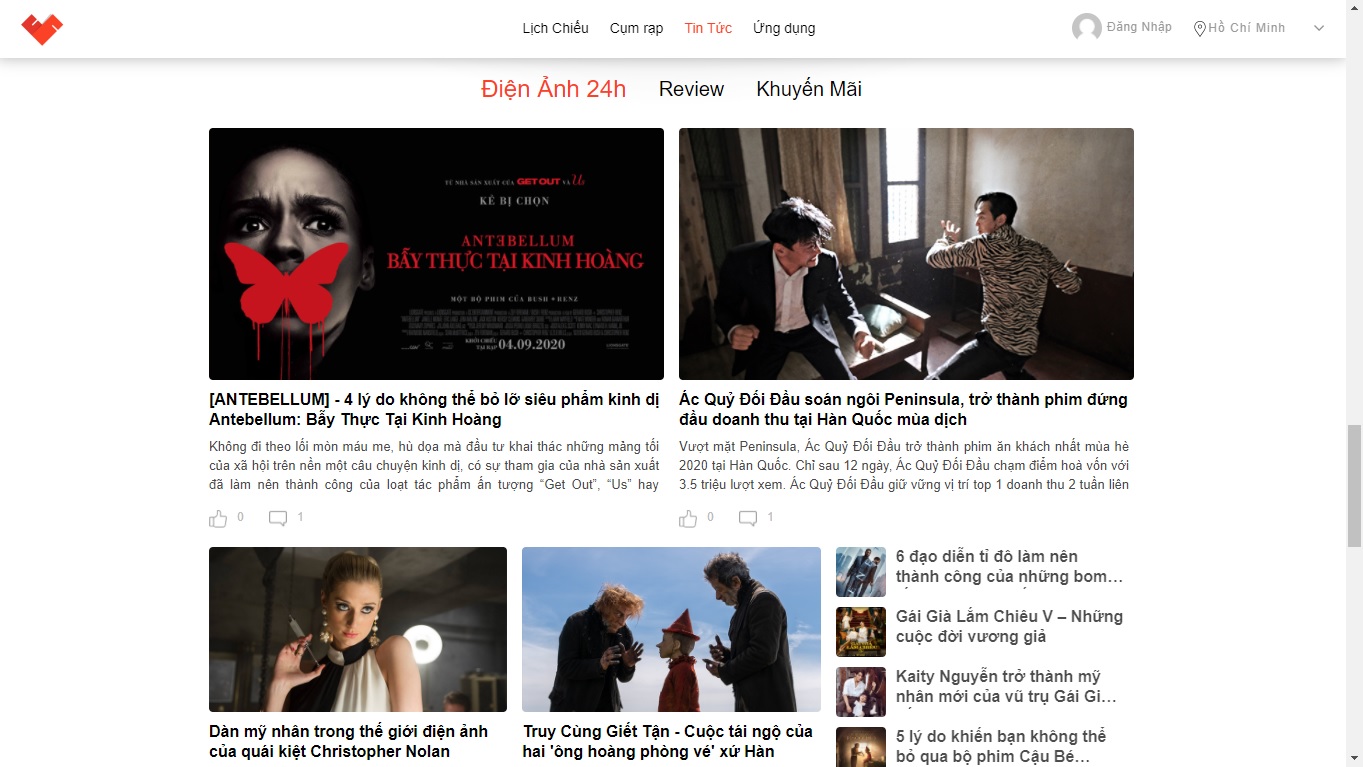 Lịch Chiếu Cụm rạp Tin Tức Ứng dụng Đăng Nhập Hồ Chí Minh
Điện Ảnh 24h Review Khuyến Mãi
TỪ NHÀ SẢN XUẤT CỦA GET OUT VÀ Us
KẺ BỊ CHỌN
ANTƎBELLUM
BẪY THỰC TẠI KINH HOÀNG
MỘT BỘ PHIM CỦA BUSH + RENZ
KHỞI CHIẾU
TẠI RẠP 04.09.2020
[ANTEBELLUM] - 4 lý do không thể bỏ lỡ siêu phẩm kinh dị
Antebellum: Bẫy Thực Tại Kinh Hoàng
Không đi theo lối mòn máu me, hù dọa mà đầu tư khai thác những mảng tối
của xã hội trên nền một câu chuyện kinh dị, có sự tham gia của nhà sản xuất
đã làm nên thành công của loạt tác phẩm ấn tượng “Get Out”, “Us” hay
0 1
Ác Quỷ Đối Đầu soán ngôi Peninsula, trở thành phim đứng
đầu doanh thu tại Hàn Quốc mùa dịch
Vượt mặt Peninsula, Ác Quỷ Đối Đầu trở thành phim ăn khách nhất mùa hè
2020 tại Hàn Quốc. Chỉ sau 12 ngày, Ác Quỷ Đối Đầu chạm điểm hoà vốn với
3.5 triệu lượt xem. Ác Quỷ Đối Đầu giữ vững vị trí top 1 doanh thu 2 tuần liên
0 1
Dàn mỹ nhân trong thế giới điện ảnh
của quái kiệt Christopher Nolan
Truy Cùng Giết Tận - Cuộc tái ngộ của
hai 'ông hoàng phòng vé' xứ Hàn
6 đạo diễn tỉ đô làm nên
thành công của những bom...
Gái Già Lắm Chiêu V – Những
cuộc đời vương giả
Kaity Nguyễn trở thành mỹ
nhân mới của vũ trụ Gái Gi...
5 lý do khiến bạn không thể
bỏ qua bộ phim Cậu Bé...